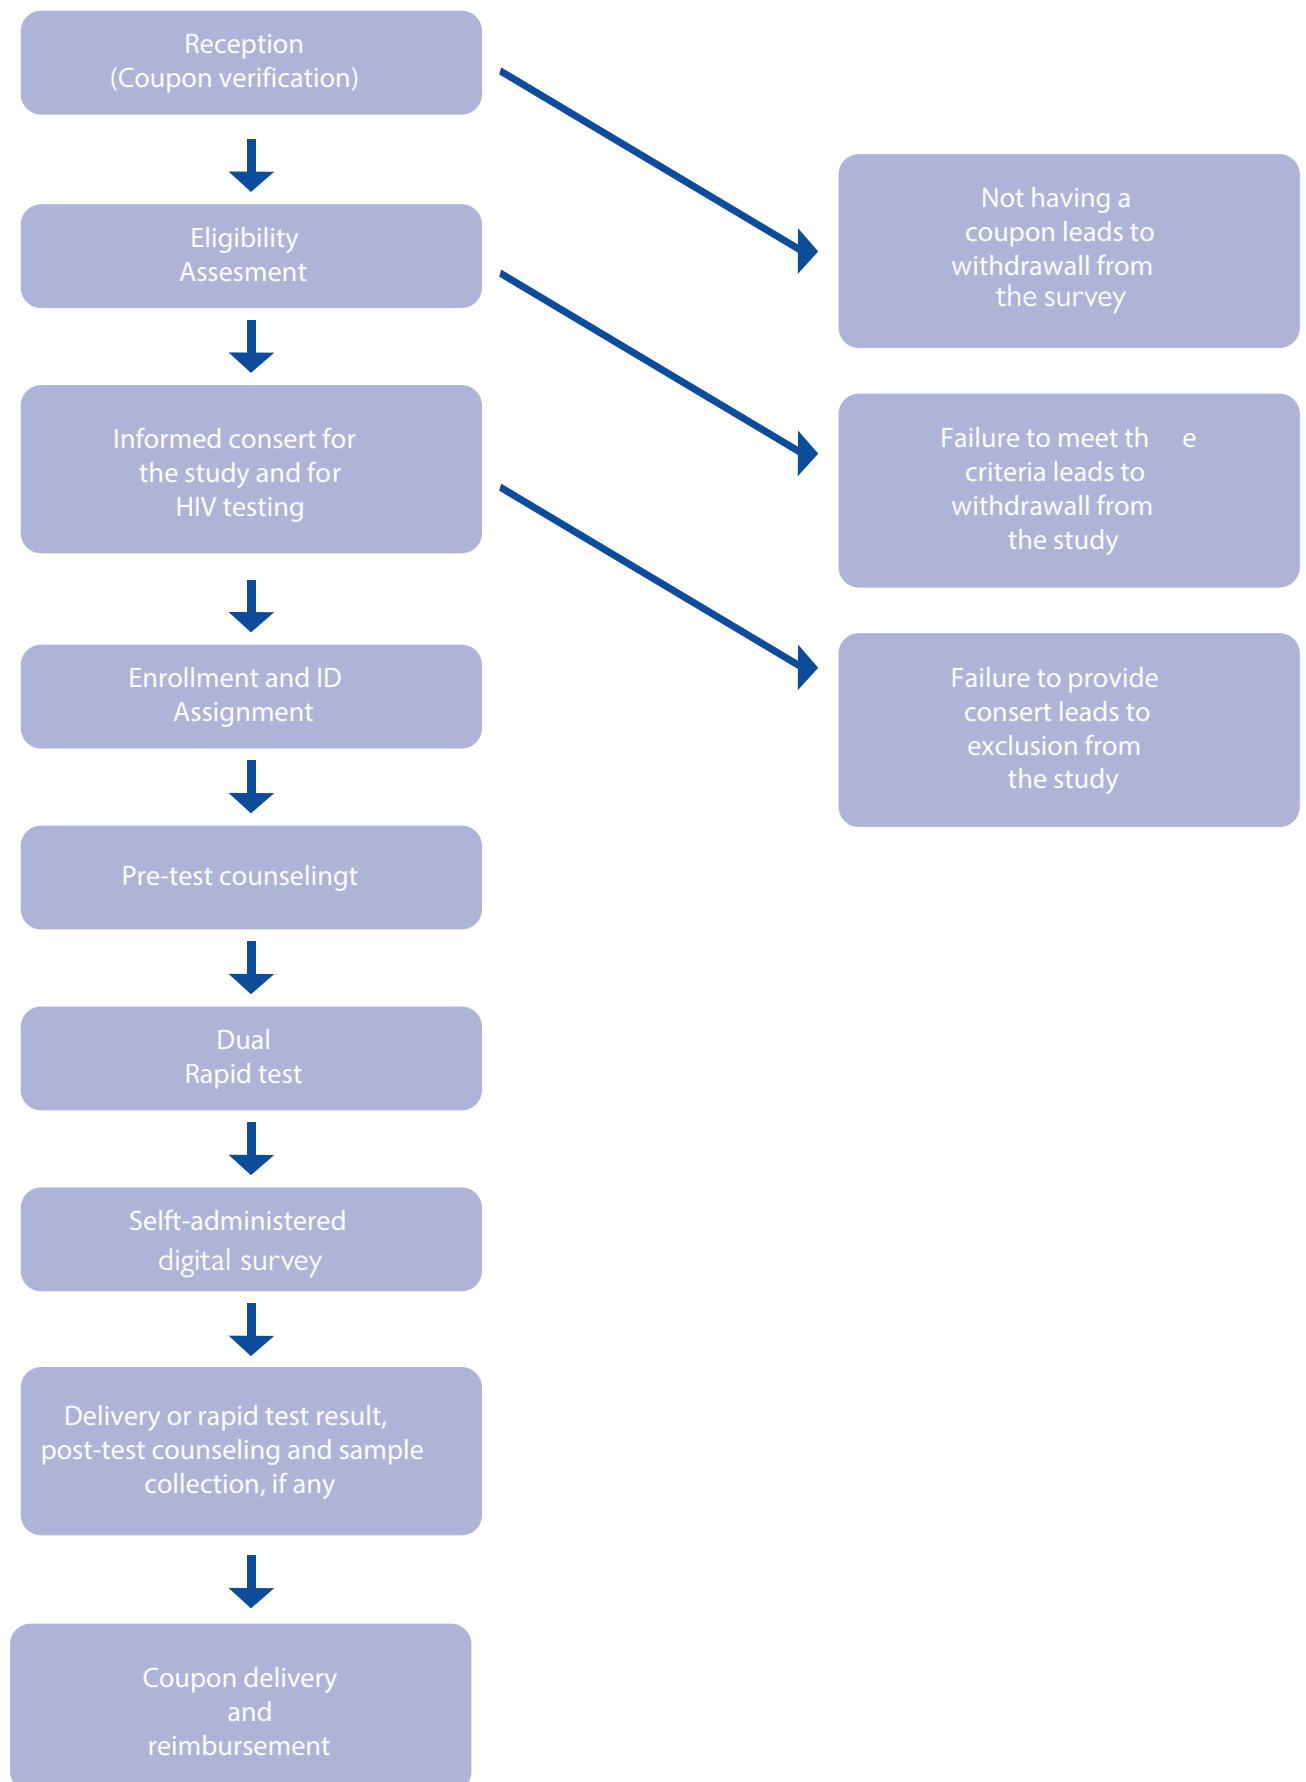 Reception
(Coupon verification)
Eligibility
Assesment
Informed consert for
the study and for
HIV testing
Enrollment and ID
Assignment
Pre-test counselingt
Dual
Rapid test
Selft-administered
digital survey
Delivery or rapid test result,
post-test counseling and sample
collection, if any
Coupon delivery
and
reimbursement
Not having a
coupon leads to
withdrawall from
the survey
Failure to meet th e
criteria leads to
withdrawall from
the study
Failure to provide
consert leads to
exclusion from
the study